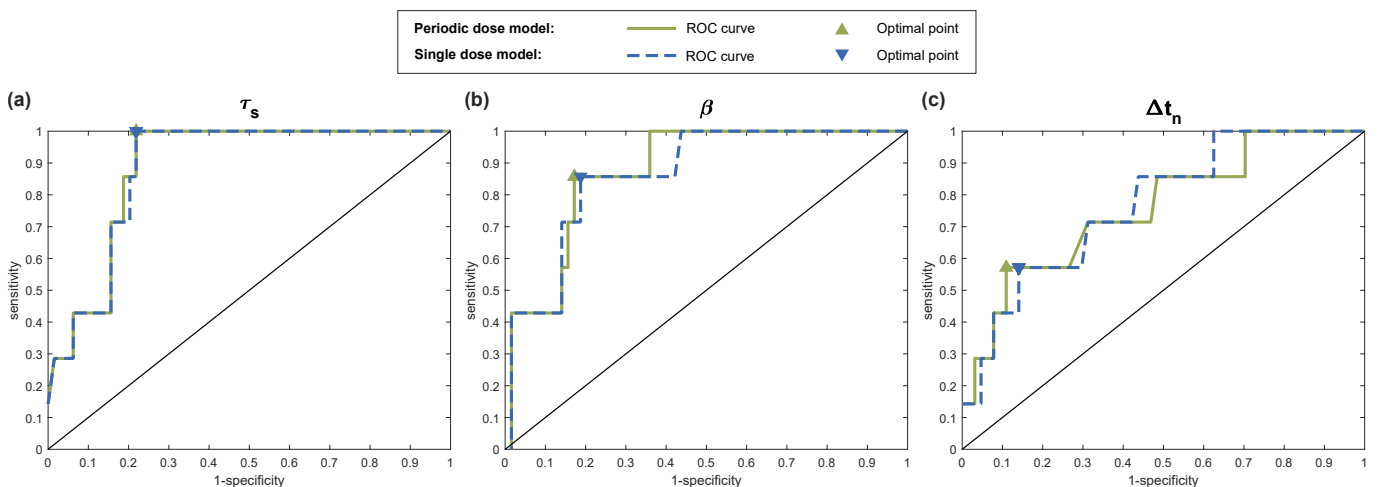 Periodic dose model: ROC curve Optimal point
Single dose model: ROC curve Optimal point
(a) τs (b) β (c) Δtn
1
0.9
0.8
0.7
0.6
0.5
0.4
0.3
0.2
0.1
0
sensitivity
0 0.1 0.2 0.3 0.4 0.5 0.6 0.7 0.8 0.9 1
1-specificity
1
0.9
0.8
0.7
0.6
0.5
0.4
0.3
0.2
0.1
0
sensitivity
0 0.1 0.2 0.3 0.4 0.5 0.6 0.7 0.8 0.9 1
1-specificity
1
0.9
0.8
0.7
0.6
0.5
0.4
0.3
0.2
0.1
0
sensitivity
0 0.1 0.2 0.3 0.4 0.5 0.6 0.7 0.8 0.9 1
1-specificity